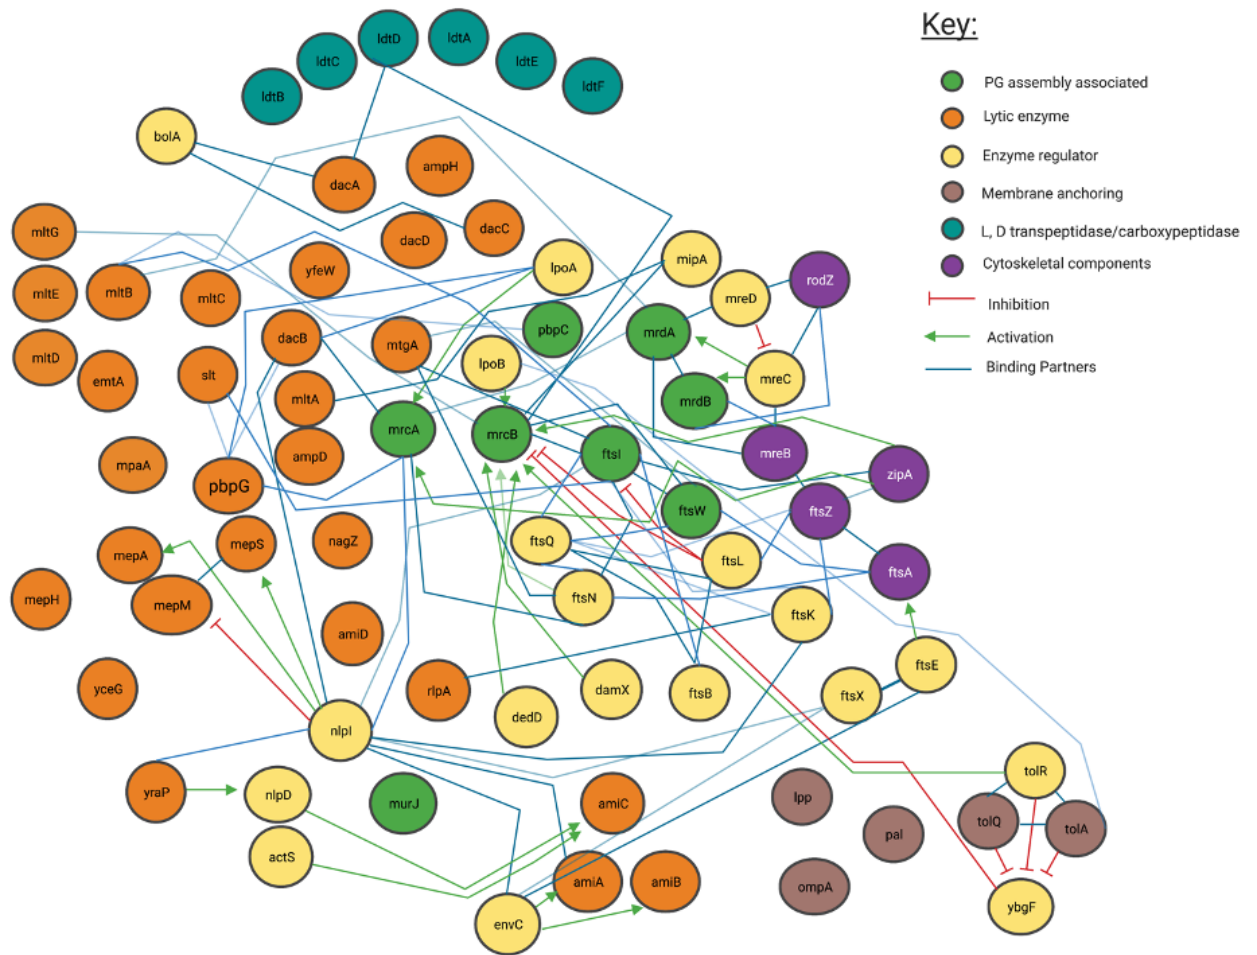 Key:
PG assembly associated
Lytic enzyme
Enzyme regulator
Membrane anchoring
L, D transpeptidase/carboxypeptidase
Cytoskeletal components
Inhibition
Activation
Binding Partners
ldtB
ldtC
ldtD
ldtA
ldtE
ldtF
bolA
dacA
ampH
mltG
dacD
dacC
mltE
mltB
mltC
yfeW
lpoA
mipA
mreD
rodZ
mltD
emtA
slt
dacB
mtgA
pbpC
lpoB
mrdA
mreC
mltA
mrdB
mrcA
mrcB
mpaA
ampD
ftsI
mreB
zipA
pbpG
ftsW
ftsZ
mepA
mepS
nagZ
ftsQ
ftsL
ftsA
mepH
mepM
ftsN
ftsK
amiD
yceG
rlpA
damX
ftsB
ftsX
ftsE
nlpI
dedD
yraP
nlpD
murJ
amiC
lpp
tolR
pal
tolQ
tolA
actS
amiA
amiB
ompA
ybgF
envC